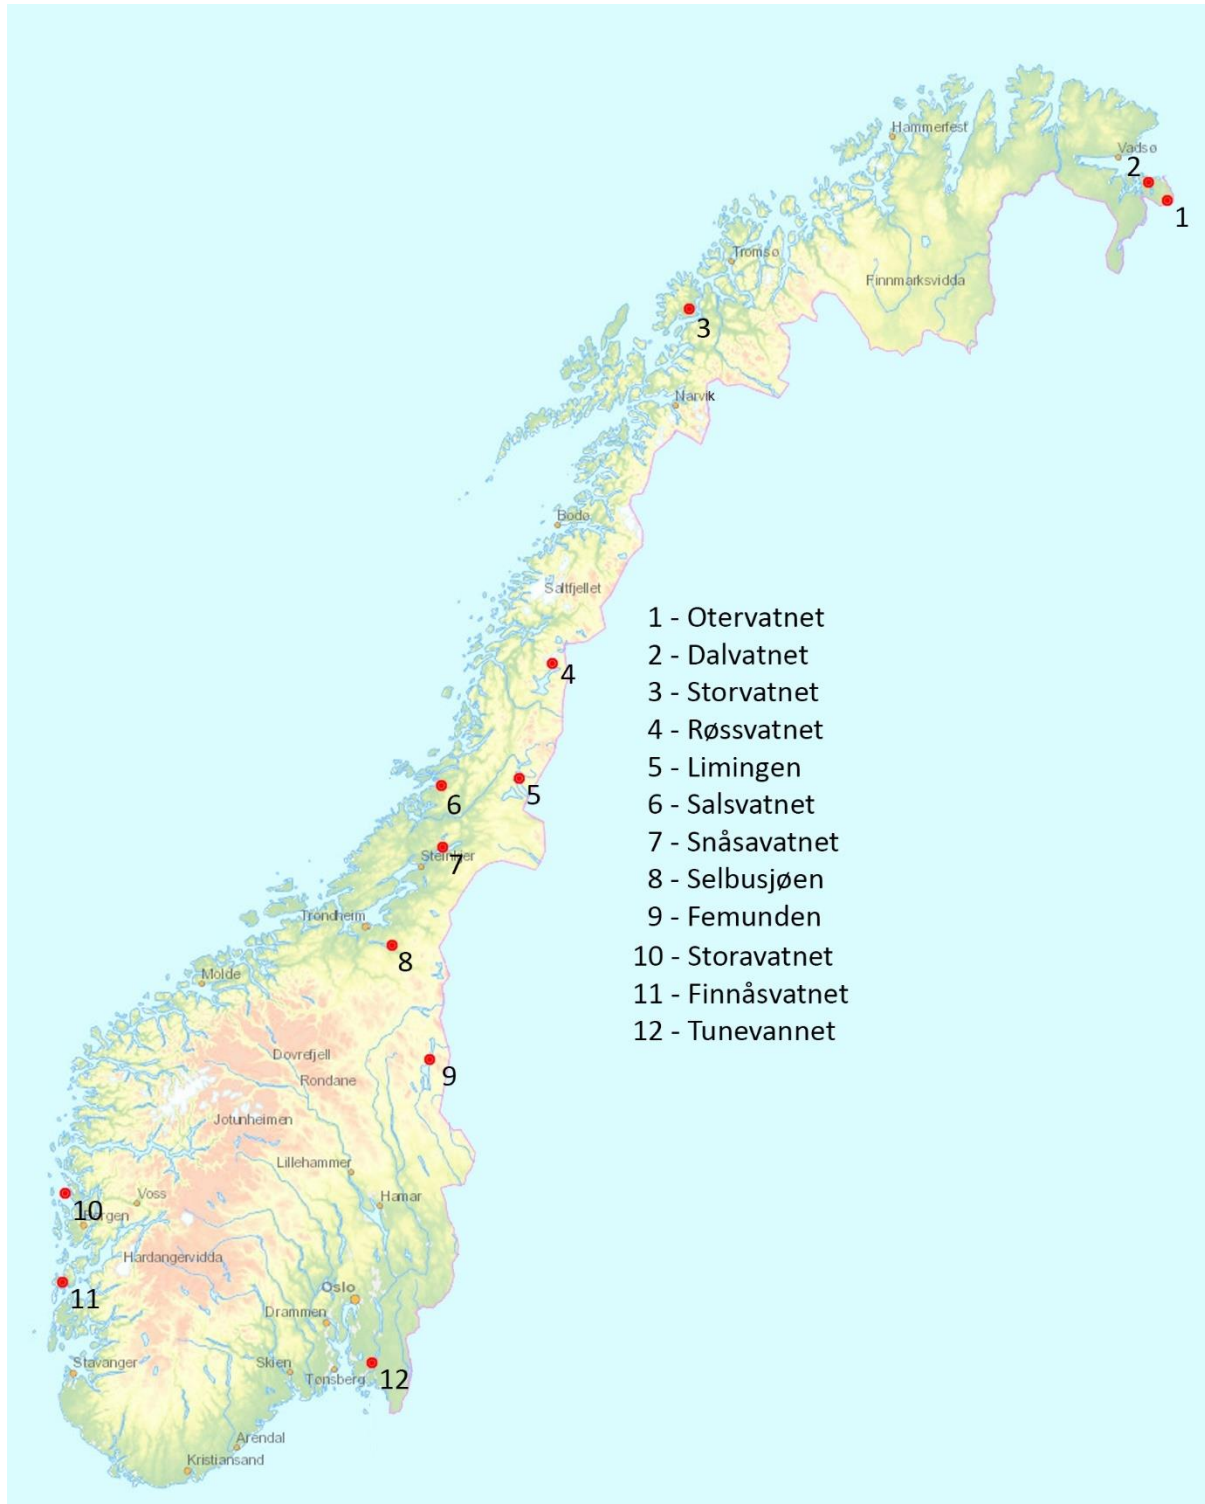 Hammerfest
Vadsø
2
1
Tromsø
Finnmarksvidda
3
Narvik
Bodø
Saltfjellet
1 - Otervatnet
2 - Dalvatnet
3 - Storvatnet
4 - Røssvatnet
5 - Limingen
6 - Salsvatnet
7 - Snåsavatnet
8 - Selbusjøen
9 - Femunden
10 - Storavatnet
11 - Finnåsvatnet
12 - Tunevannet
4
5
6
Steinkjer
7
Trondheim
8
Molde
Dovrefjell
9
Rondane
Jotunheimen
Lillehammer
Voss
Hamar
10
Bergen
Hardangervidda
Oslo
11
Drammen
Stavanger
Skien
Tønsberg
12
Arendal
Kristiansand